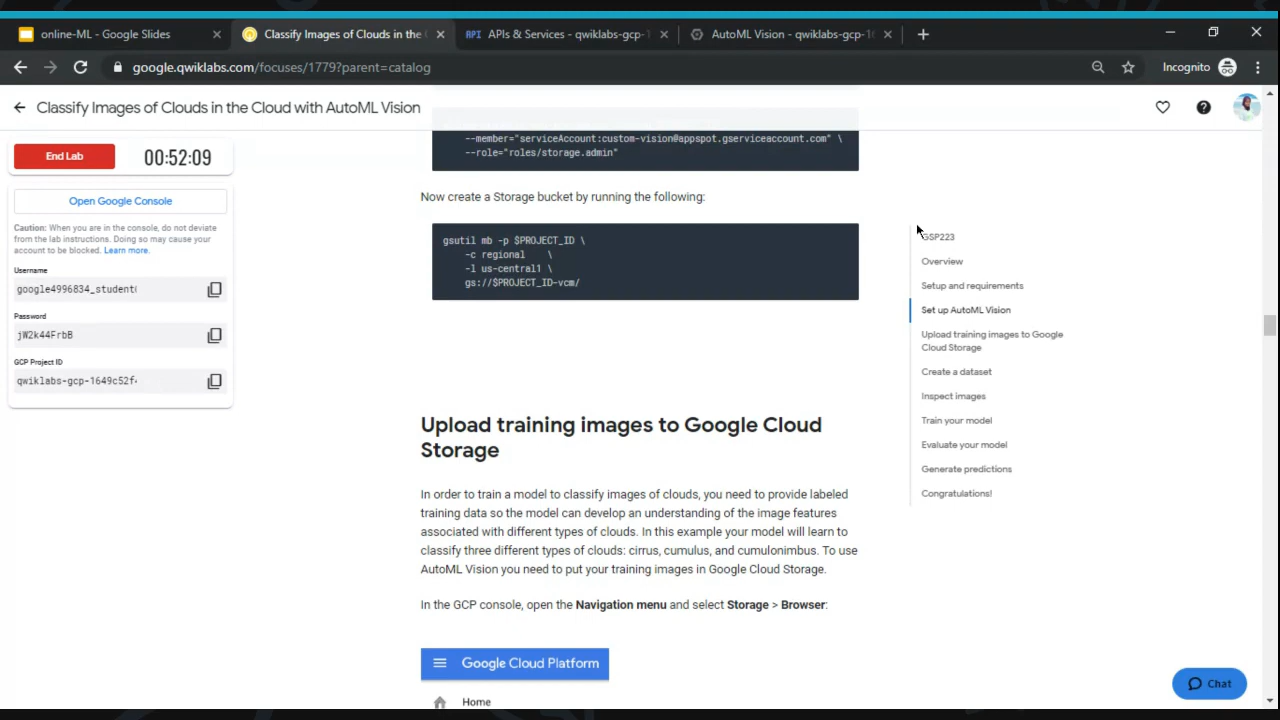 online-ML - Google Slides
Classify Images of Clouds in the
API APIs & Services - qwiklabs-gcp-1
AutoML Vision - qwiklabs-gcp-16
google.qwiklabs.com/focuses/1779?parent=catalog
Incognito
Classify Images of Clouds in the Cloud with AutoML Vision
End Lab
00:52:09
Open Google Console
Caution: When you are in the console, do not deviate
from the lab instructions. Doing so may cause your
account to be blocked. Learn more.
Username
google4996834_student
Password
jW2k44FrbB
GCP Project ID
qwiklabs-gcp-1649c52f
--member="serviceAccount:custom-vision@appspot.gserviceaccount.com" \
--role="roles/storage.admin"
Now create a Storage bucket by running the following:
gsutil mb -p $PROJECT_ID \
-c regional \
-l us-central1 \
gs://$PROJECT_ID-vcm/
Upload training images to Google Cloud
Storage
In order to train a model to classify images of clouds, you need to provide labeled
training data so the model can develop an understanding of the image features
associated with different types of clouds. In this example your model will learn to
classify three different types of clouds: cirrus, cumulus, and cumulonimbus. To use
AutoML Vision you need to put your training images in Google Cloud Storage.
In the GCP console, open the Navigation menu and select Storage > Browser:
Google Cloud Platform
Home
GSP223
Overview
Setup and requirements
Set up AutoML Vision
Upload training images to Google
Cloud Storage
Create a dataset
Inspect images
Train your model
Evaluate your model
Generate predictions
Congratulations!
Chat